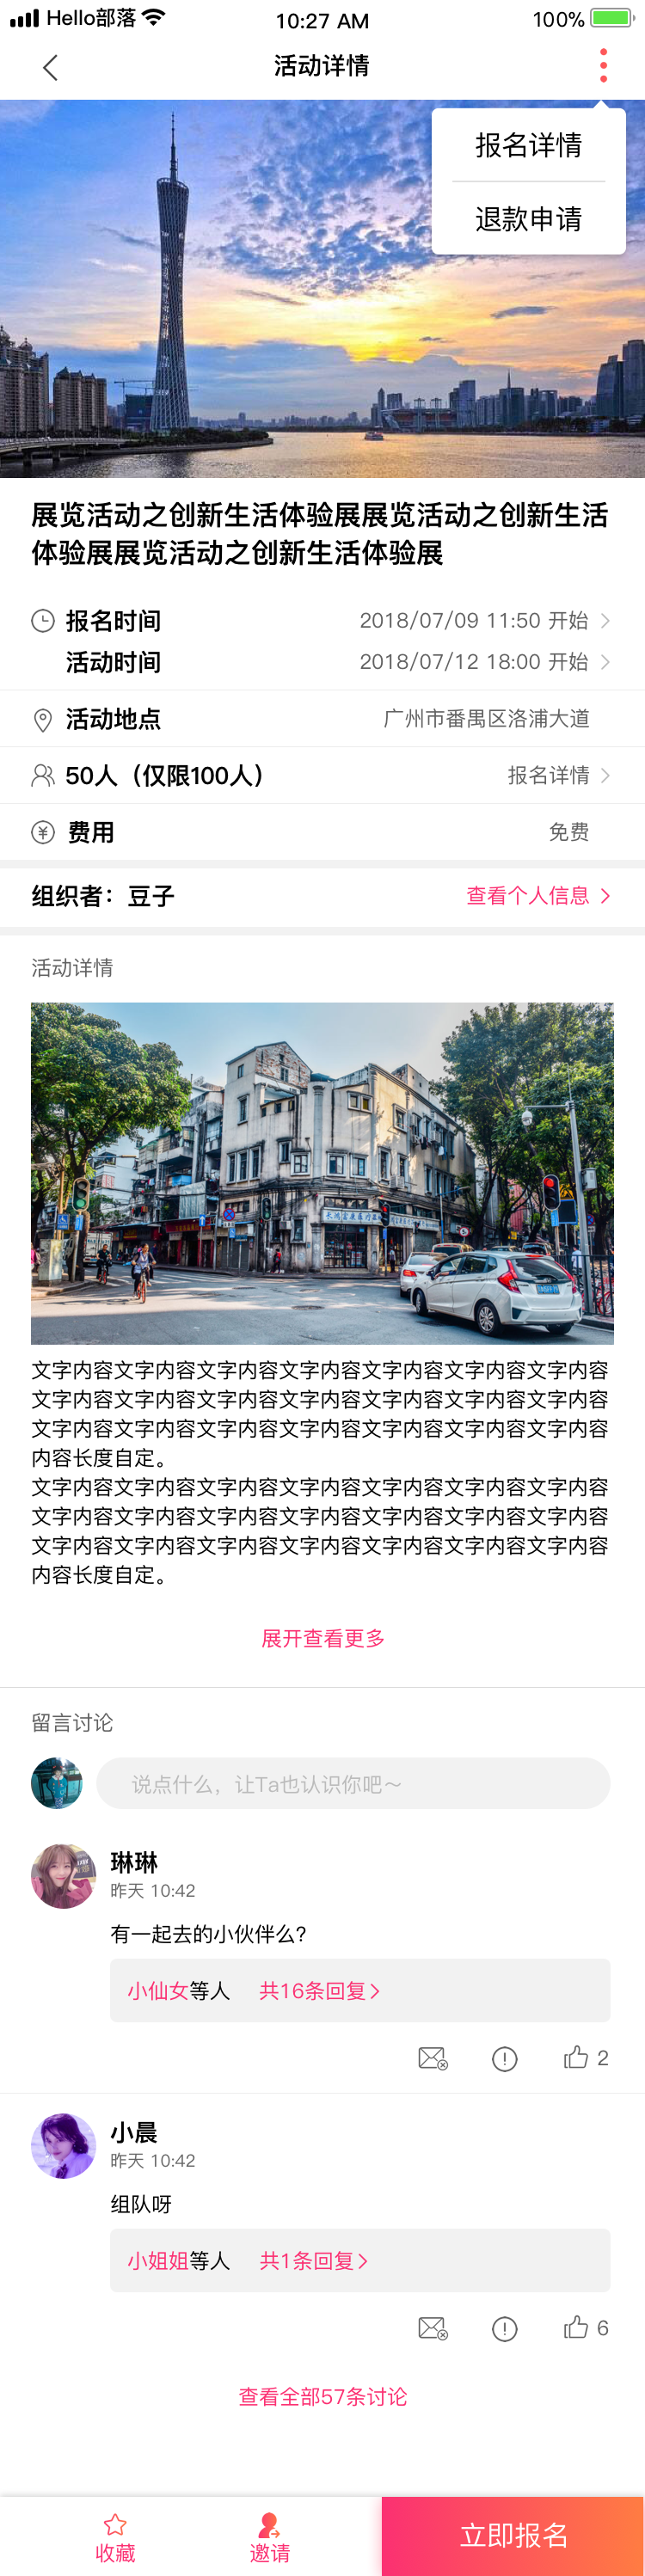 Hello部落
10:27 AM
100%
活动详情
报名详情
退款申请
展览活动之创新生活体验展展览活动之创新生活
体验展展览活动之创新生活体验展
报名时间 2018/07/09 11:50 开始
活动时间 2018/07/12 18:00 开始
活动地点 广州市番禺区洛浦大道
50人（仅限100人） 报名详情
费用 免费
组织者：豆子 查看个人信息
活动详情
文字内容文字内容文字内容文字内容文字内容文字内容文字内容
文字内容文字内容文字内容文字内容文字内容文字内容文字内容
文字内容文字内容文字内容文字内容文字内容文字内容文字内容
内容长度自定。
文字内容文字内容文字内容文字内容文字内容文字内容文字内容
文字内容文字内容文字内容文字内容文字内容文字内容文字内容
文字内容文字内容文字内容文字内容文字内容文字内容文字内容
内容长度自定。
展开查看更多
留言讨论
说点什么，让Ta也认识你吧～
琳琳
昨天 10:42
有一起去的小伙伴么?
小仙女等人 共16条回复
2
小晨
昨天 10:42
组队呀
小姐姐等人 共1条回复
6
查看全部57条讨论
收藏
邀请
立即报名